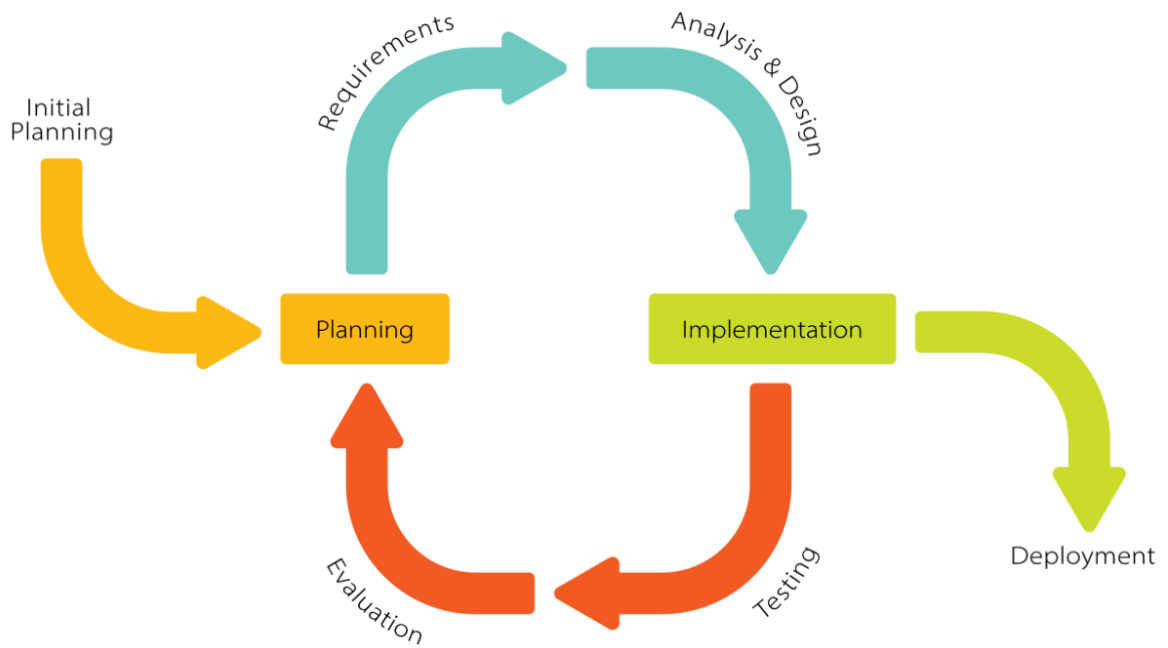 Requirements
Analysis & Design
Initial
Planning
Planning
Implementation
Evaluation
Testing
Deployment